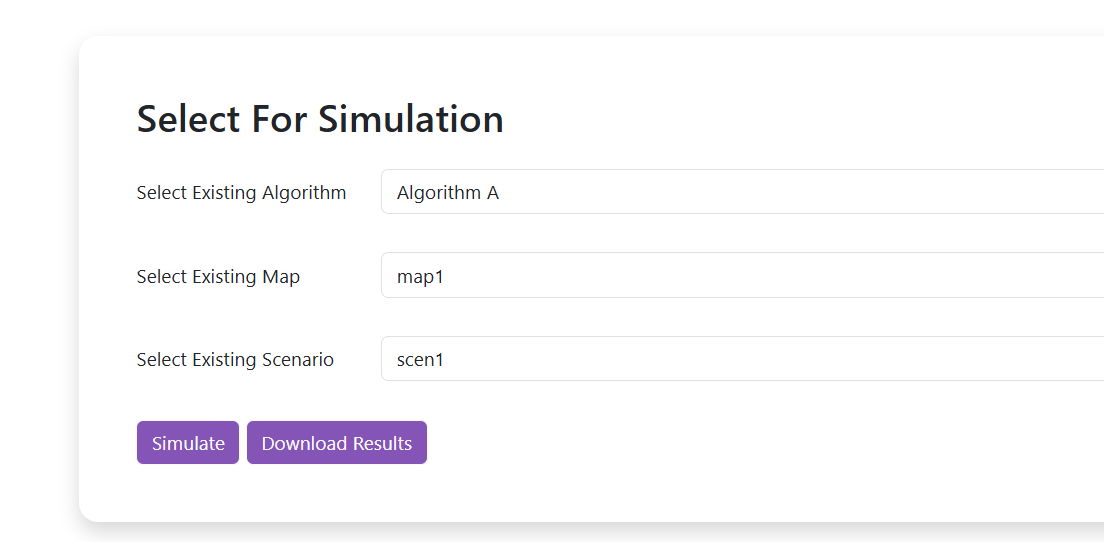 Select For Simulation
Select Existing Algorithm Algorithm A
Select Existing Map map1
Select Existing Scenario scen1
Simulate Download Results